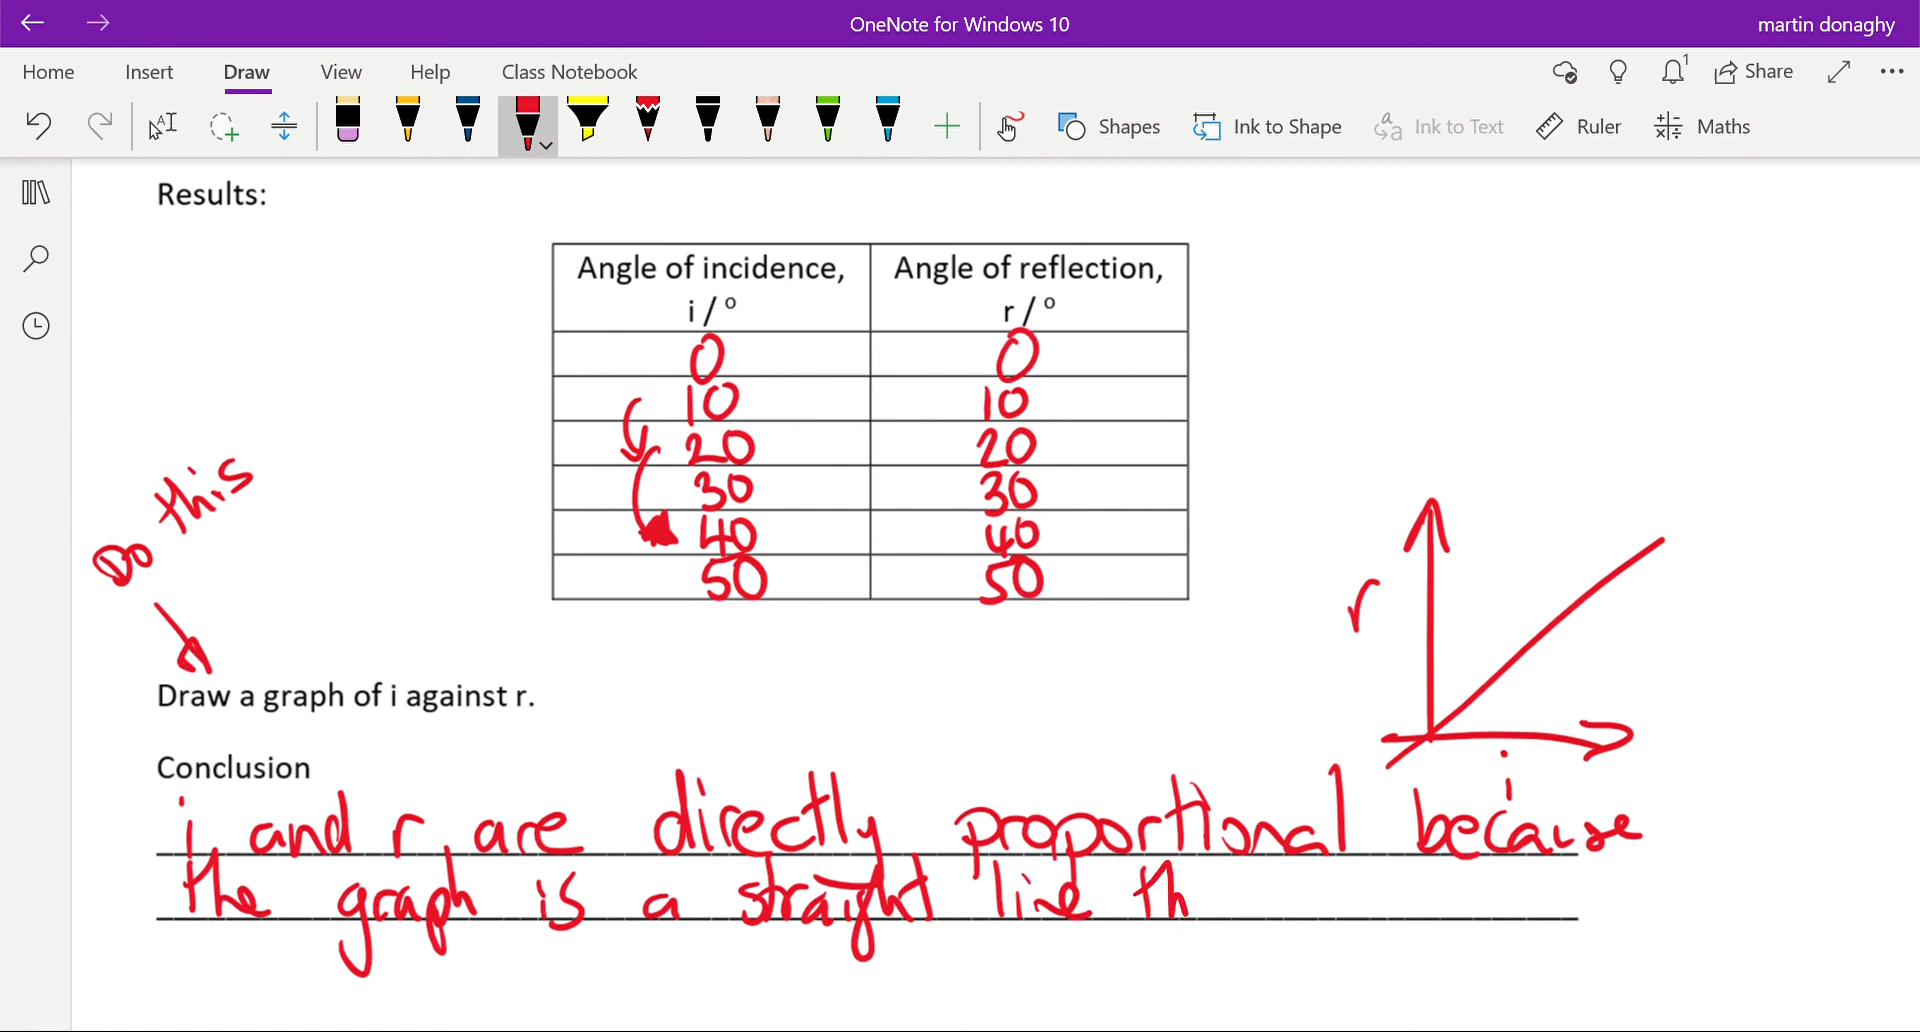 OneNote for Windows 10
martin donaghy
Home Insert Draw View Help Class Notebook
1
Share
Shapes Ink to Shape Ink to Text Ruler Maths
Results:
Angle of incidence, i / º
Angle of reflection, r / º
0 0
10 10
20 20
30 30
40 40
50 50
Do this
r
i
Draw a graph of i against r.
Conclusion
i and r are directly proportional because
the graph is a straight line th